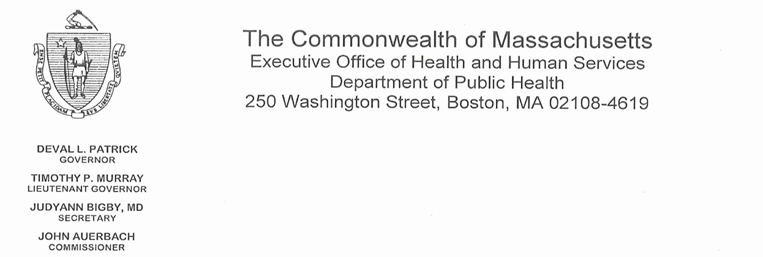 The Commonwealth of Massachusetts
Executive Office of Health and Human Services
Department of Public Health
250 Washington Street, Boston, MA 02108-4619
DEVAL L. PATRICK
GOVERNOR
TIMOTHY P. MURRAY
LIEUTENANT GOVERNOR
JUDYANN BIGBY, MD
SECRETARY
JOHN AUERBACH
COMMISSIONER